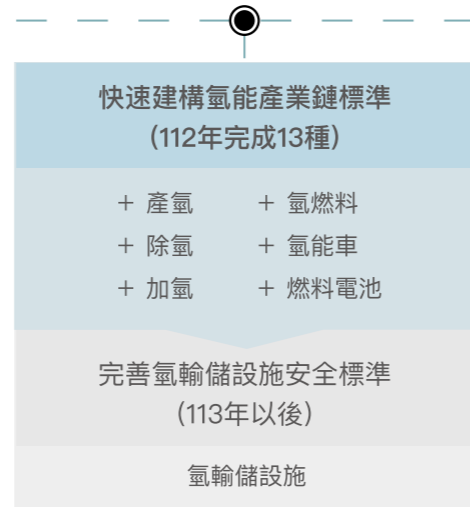 快速建構氫能產業鏈標準
(112年完成13種)
+ 產氫 + 氫燃料
+ 除氫 + 氫能車
+ 加氫 + 燃料電池
完善氫輸儲設施安全標準
(113年以後)
氫輸儲設施